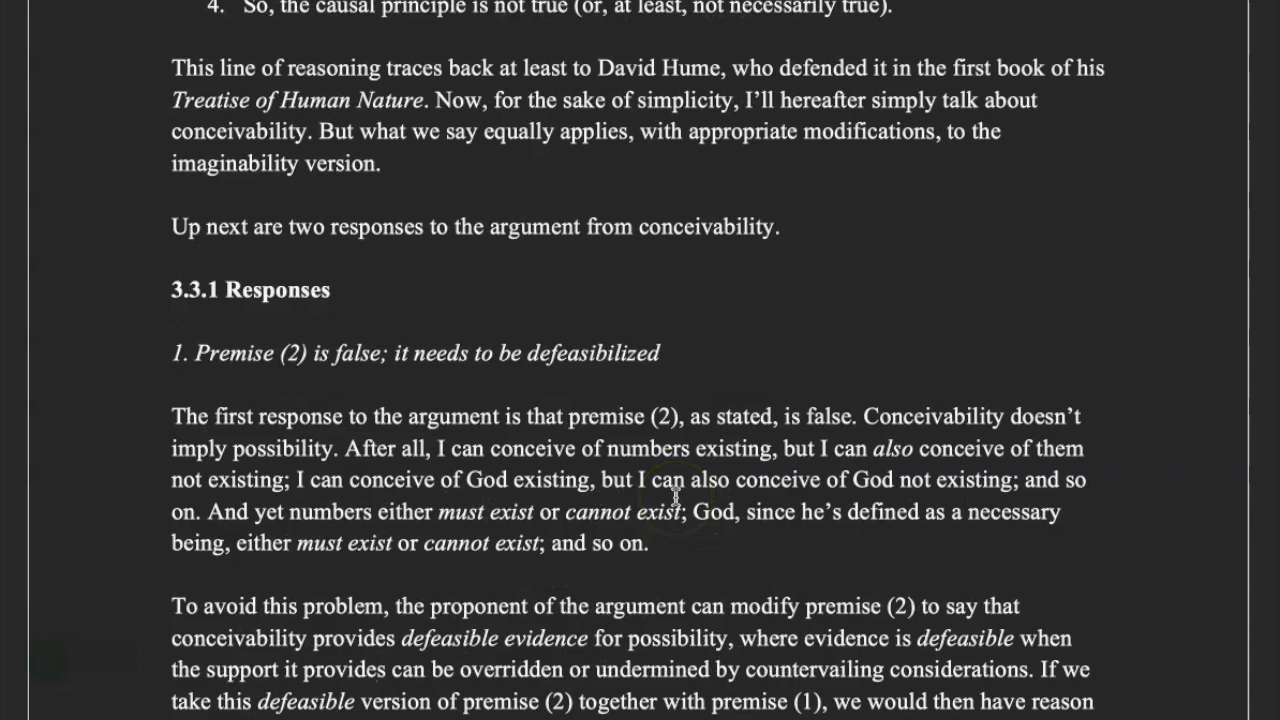 4. So, the causal principle is not true (or, at least, not necessarily true).
This line of reasoning traces back at least to David Hume, who defended it in the first book of his
Treatise of Human Nature. Now, for the sake of simplicity, I’ll hereafter simply talk about
conceivability. But what we say equally applies, with appropriate modifications, to the
imaginability version.
Up next are two responses to the argument from conceivability.
3.3.1 Responses
1. Premise (2) is false; it needs to be defeasibilized
The first response to the argument is that premise (2), as stated, is false. Conceivability doesn’t
imply possibility. After all, I can conceive of numbers existing, but I can also conceive of them
not existing; I can conceive of God existing, but I can also conceive of God not existing; and so
on. And yet numbers either must exist or cannot exist; God, since he’s defined as a necessary
being, either must exist or cannot exist; and so on.
To avoid this problem, the proponent of the argument can modify premise (2) to say that
conceivability provides defeasible evidence for possibility, where evidence is defeasible when
the support it provides can be overridden or undermined by countervailing considerations. If we
take this defeasible version of premise (2) together with premise (1), we would then have reason